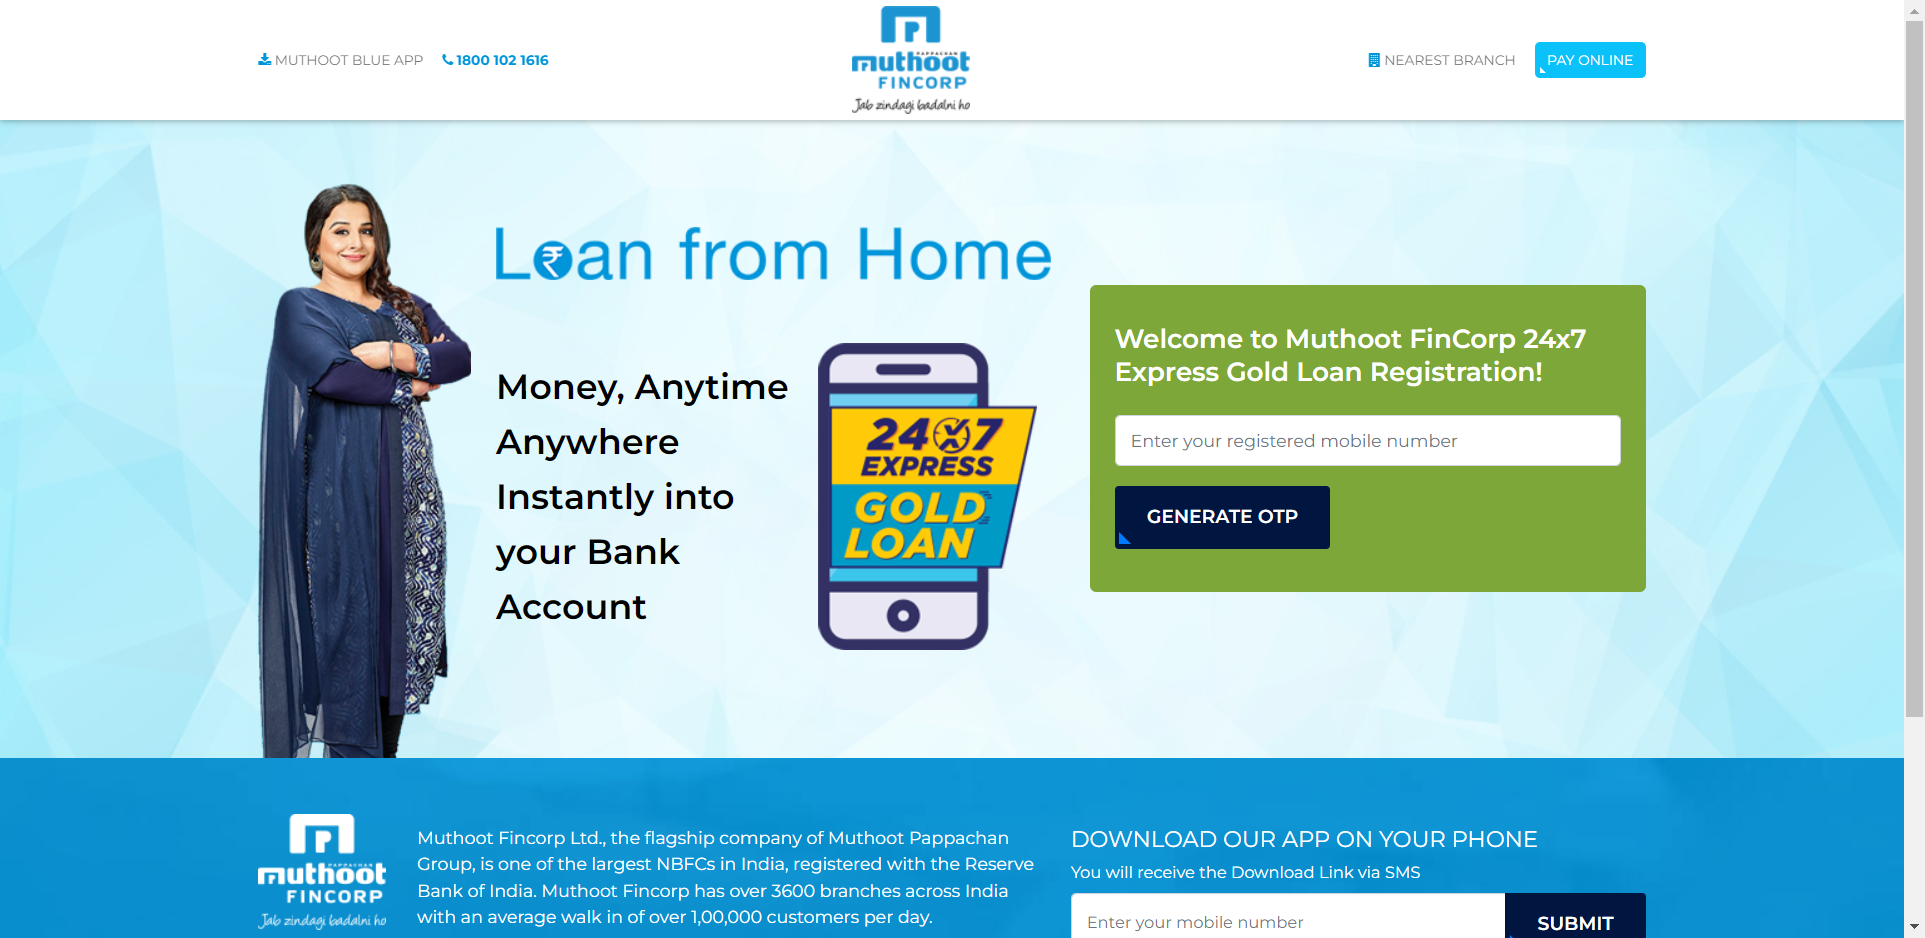 MUTHOOT BLUE APP
1800 102 1616
PAPPACHAN
muthoot
FINCORP
Jab zindagi badalni ho
NEAREST BRANCH
PAY ONLINE
Loan from Home
Money, Anytime
Anywhere
Instantly into
your Bank
Account
24X7
EXPRESS
GOLD
LOAN
Welcome to Muthoot FinCorp 24x7
Express Gold Loan Registration!
Enter your registered mobile number
GENERATE OTP
PAPPACHAN
muthoot
FINCORP
Jab zindagi badalni ho
Muthoot Fincorp Ltd., the flagship company of Muthoot Pappachan
Group, is one of the largest NBFCs in India, registered with the Reserve
Bank of India. Muthoot Fincorp has over 3600 branches across India
with an average walk in of over 1,00,000 customers per day.
DOWNLOAD OUR APP ON YOUR PHONE
You will receive the Download Link via SMS
Enter your mobile number
SUBMIT